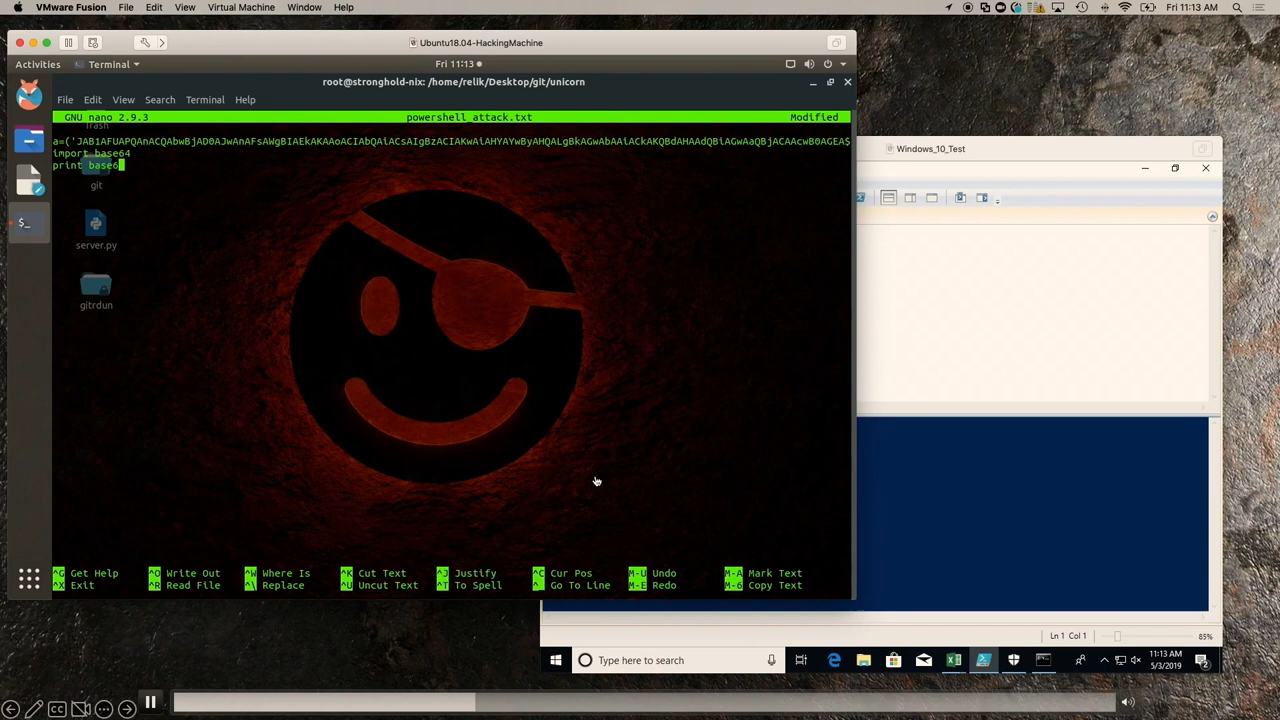 VMware Fusion File Edit View Virtual Machine Window Help Fri 11:13 AM
Ubuntu18.04-HackingMachine
Activities Terminal Fri 11:13
root@stronghold-nix: /home/relik/Desktop/git/unicorn
File Edit View Search Terminal Help
GNU nano 2.9.3 powershell_attack.txt Modified
Trash
import base64
print base6
git
server.py
gitrdun
^G Get Help ^O Write Out ^W Where Is ^K Cut Text ^J Justify ^C Cur Pos M-U Undo M-A Mark Text
^X Exit ^R Read File ^\ Replace ^U Uncut Text ^T To Spell ^_ Go To Line M-E Redo M-6 Copy Text
Windows_10_Test
Ln 1 Col 1 85%
Type here to search
11:13 AM
5/3/2019
2
CC